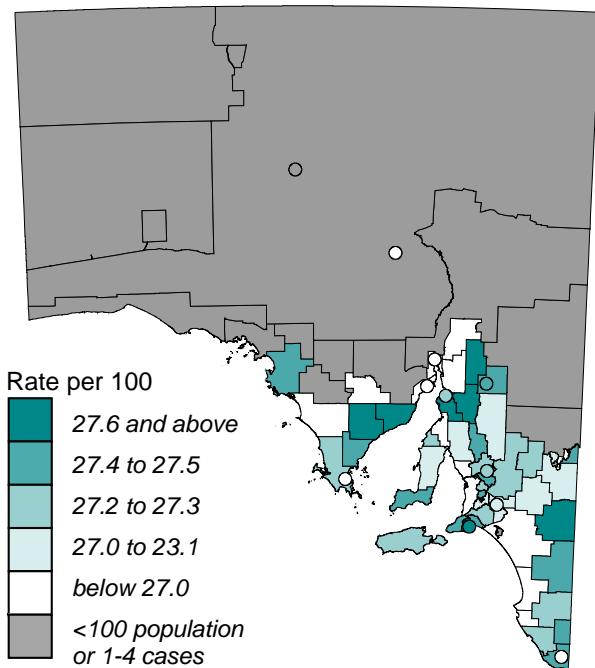 Rate per 100
27.6 and above
27.4 to 27.5
27.2 to 27.3
27.0 to 23.1
below 27.0
<100 population
or 1-4 cases